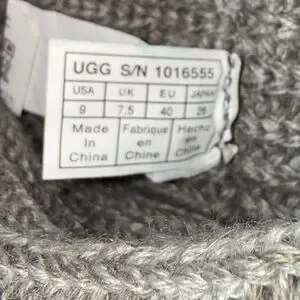 UGG S/N 1016555
USA UK EU JAPAN
9 7.5 40 26
Made Fabriqué Hecho
In en en
China Chine China